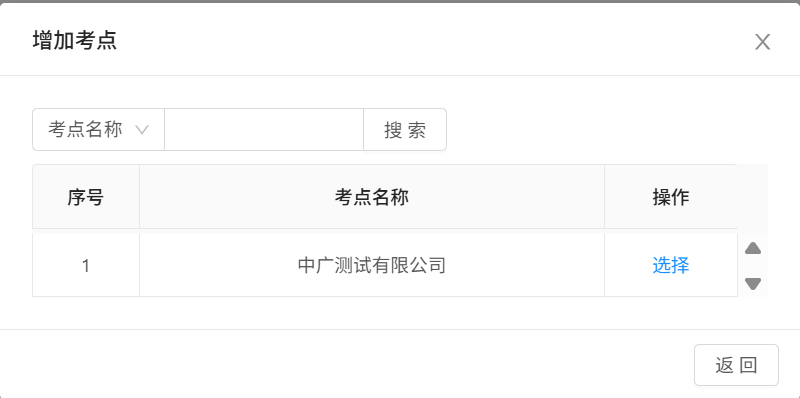 增加考点
考点名称 搜 索
序号 考点名称 操作
1 中广测试有限公司 选择
返 回